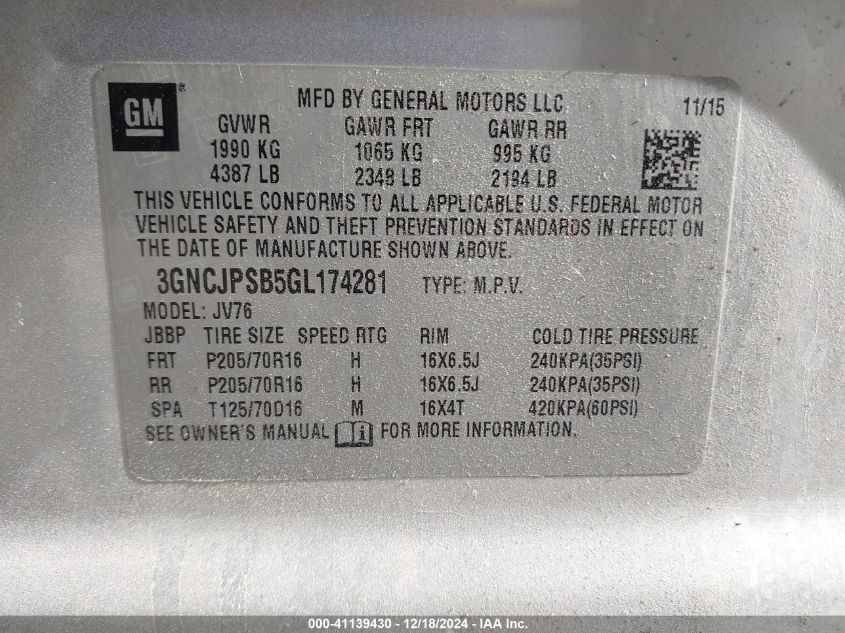 GM ® MFD BY GENERAL MOTORS LLC 11/15
GVWR GAWR FRT GAWR RR
1990 KG 1065 KG 995 KG
4387 LB 2348 LB 2194 LB
THIS VEHICLE CONFORMS TO ALL APPLICABLE U.S. FEDERAL MOTOR
VEHICLE SAFETY AND THEFT PREVENTION STANDARDS IN EFFECT ON
THE DATE OF MANUFACTURE SHOWN ABOVE.
3GNCJPSB5GL174281 TYPE: M.P.V.
MODEL: JV76
JBBP TIRE SIZE SPEED RTG RIM COLD TIRE PRESSURE
FRT P205/70R16 H 16X6.5J 240KPA(35PSI)
RR P205/70R16 H 16X6.5J 240KPA(35PSI)
SPA T125/70D16 M 16X4T 420KPA(60PSI)
SEE OWNER'S MANUAL i FOR MORE INFORMATION.
000-41139430 - 12/18/2024 - IAA Inc.